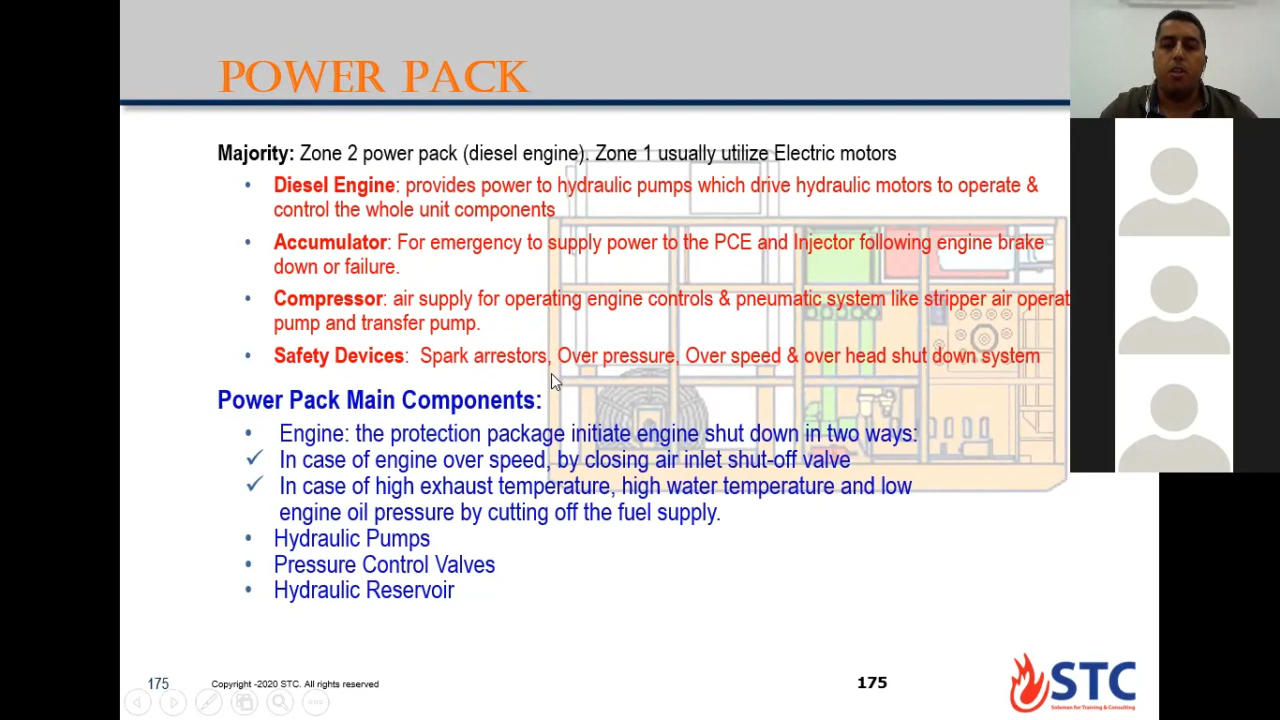 POWER PACK
Majority: Zone 2 power pack (diesel engine). Zone 1 usually utilize Electric motors
• Diesel Engine: provides power to hydraulic pumps which drive hydraulic motors to operate &
control the whole unit components
• Accumulator: For emergency to supply power to the PCE and Injector following engine brake
down or failure.
• Compressor: air supply for operating engine controls & pneumatic system like stripper air operat
pump and transfer pump.
• Safety Devices: Spark arrestors, Over pressure, Over speed & over head shut down system
Power Pack Main Components:
• Engine: the protection package initiate engine shut down in two ways:
✓ In case of engine over speed, by closing air inlet shut-off valve
✓ In case of high exhaust temperature, high water temperature and low
engine oil pressure by cutting off the fuel supply.
• Hydraulic Pumps
• Pressure Control Valves
• Hydraulic Reservoir
175
Copyright -2020 STC. All rights reserved
175
STC
Soloman for Training & Consulting